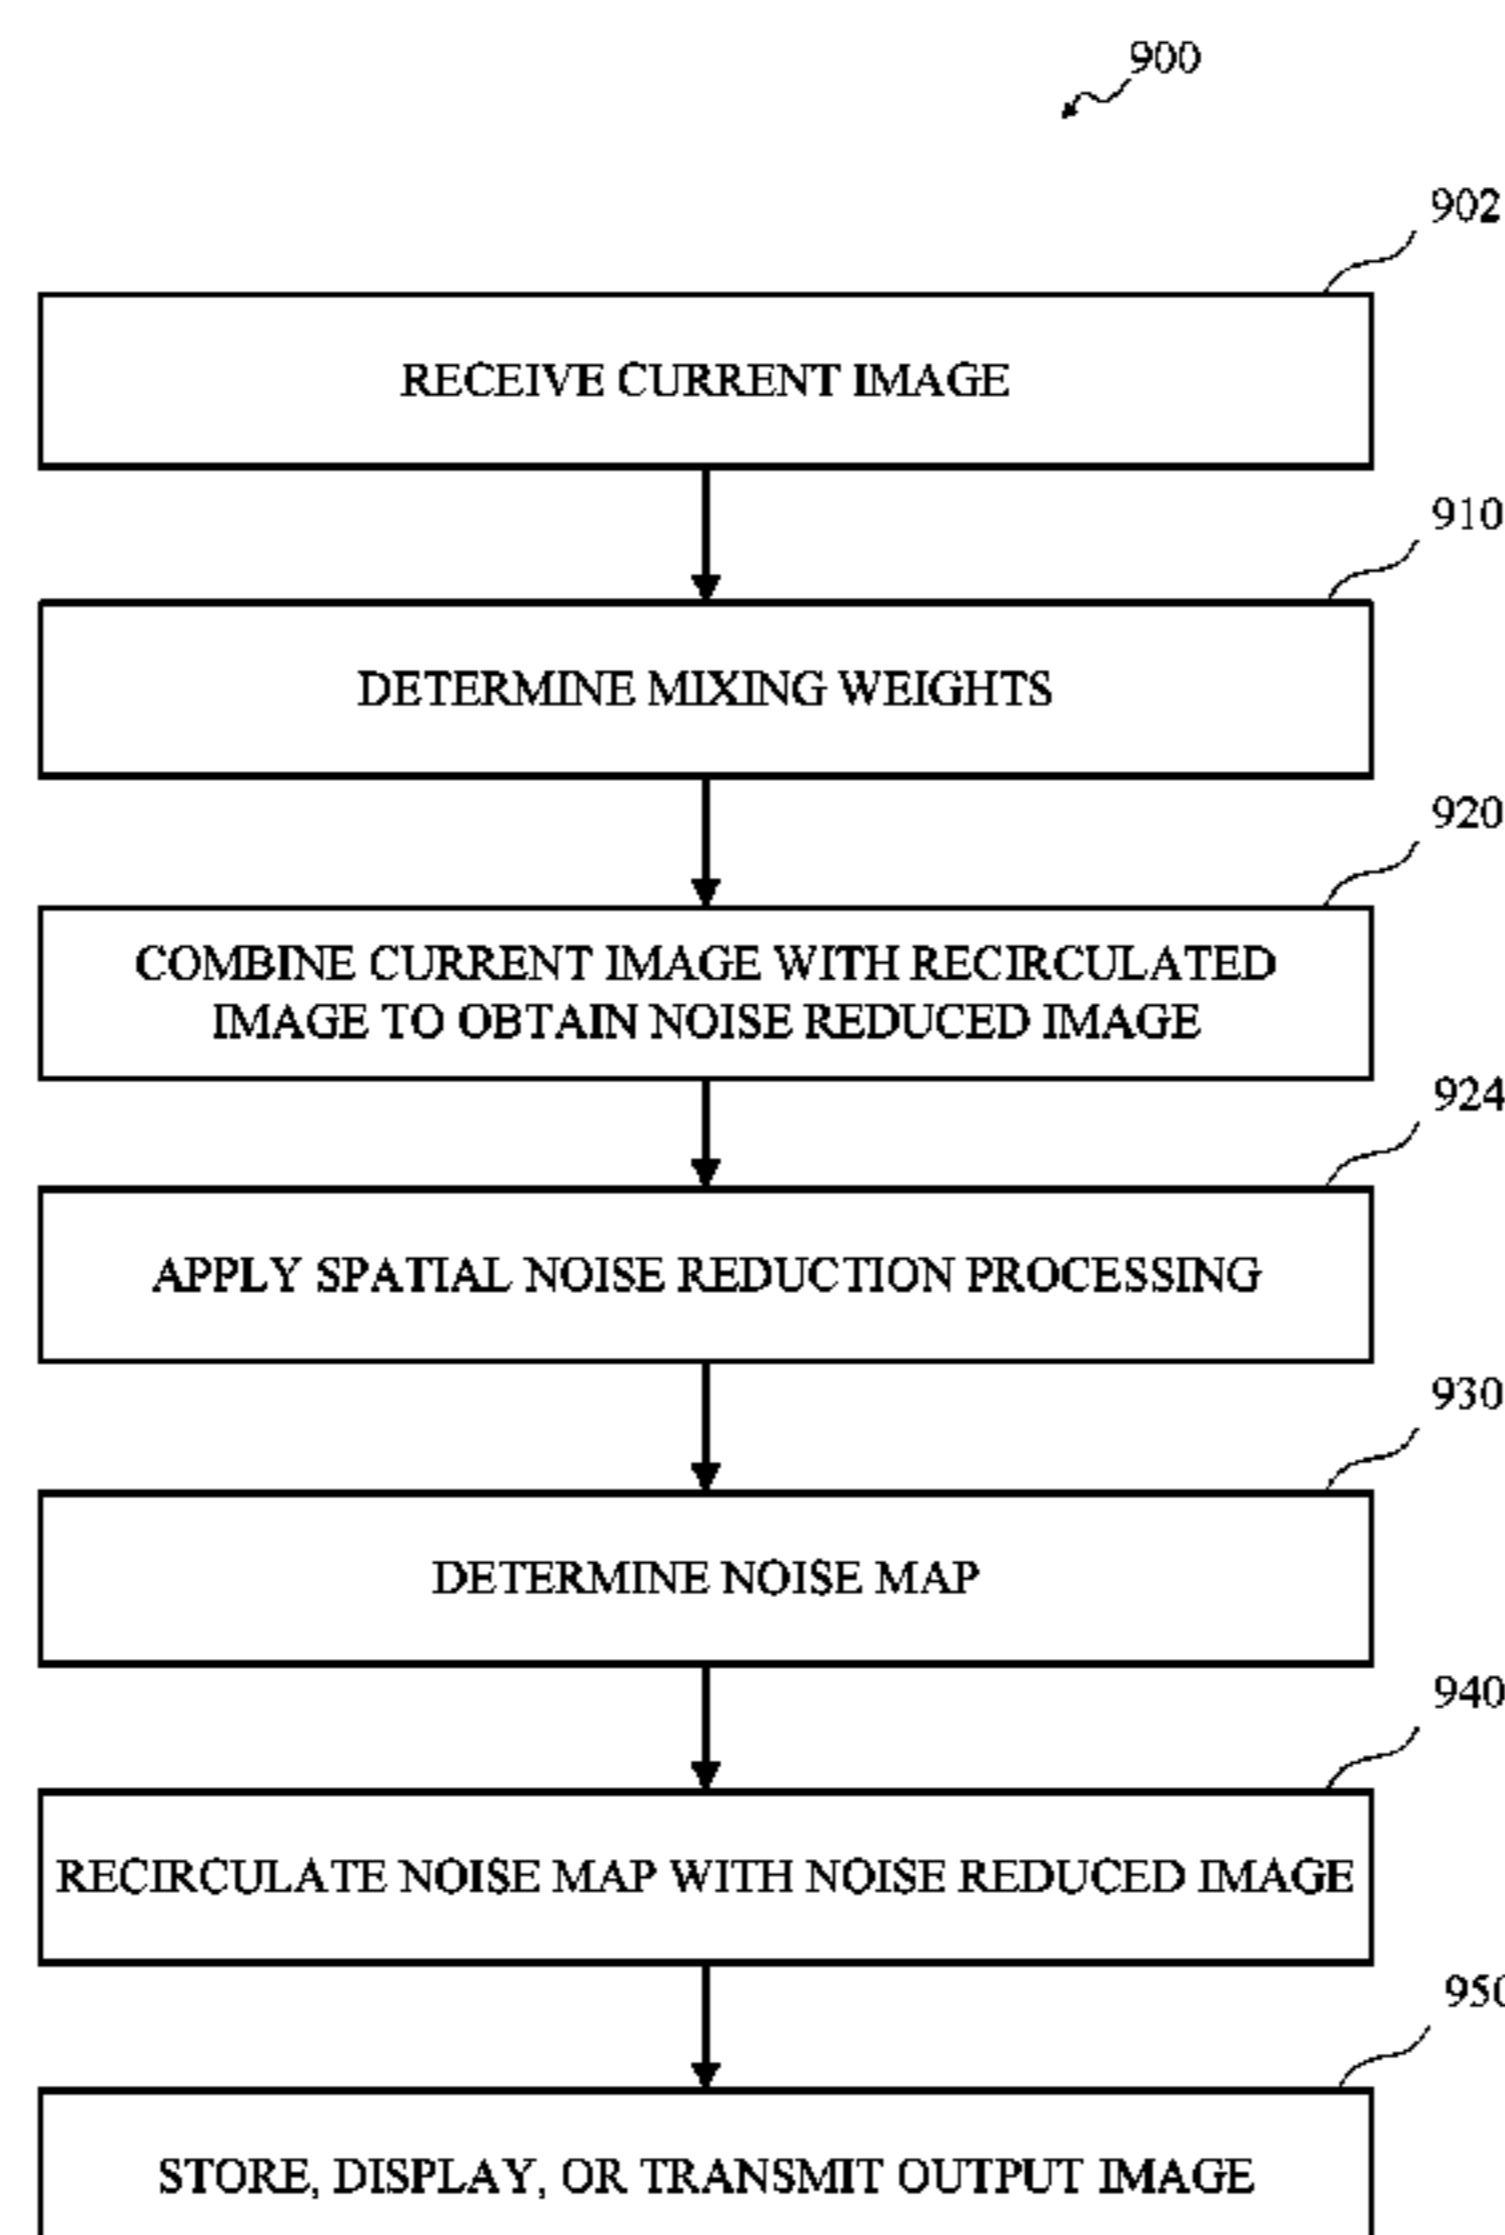 900
902
RECEIVE CURRENT IMAGE
910
DETERMINE MIXING WEIGHTS
920
COMBINE CURRENT IMAGE WITH RECIRCULATED
IMAGE TO OBTAIN NOISE REDUCED IMAGE
924
APPLY SPATIAL NOISE REDUCTION PROCESSING
930
DETERMINE NOISE MAP
940
RECIRCULATE NOISE MAP WITH NOISE REDUCED IMAGE
950
STORE, DISPLAY, OR TRANSMIT OUTPUT IMAGE